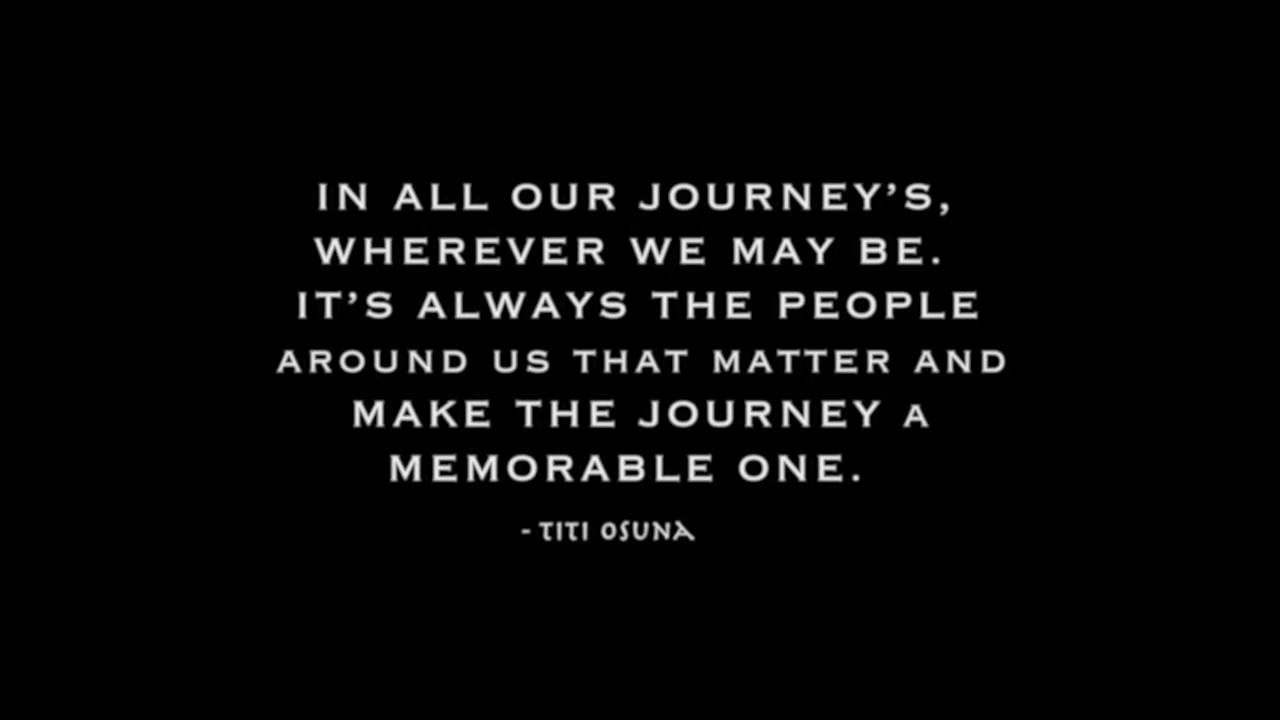 IN ALL OUR JOURNEY’S,
WHEREVER WE MAY BE.
IT’S ALWAYS THE PEOPLE
AROUND US THAT MATTER AND
MAKE THE JOURNEY A
MEMORABLE ONE.
- TITI OSUNA